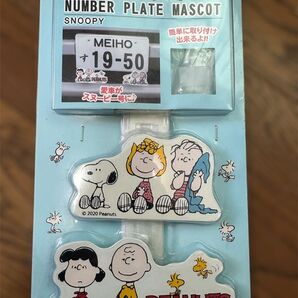 NUMBER PLATE MASCOT
SNOOPY
MEIHO
す 19-50
簡単に取り付け
出来るよ!!
愛車が
スヌーピー号に
© 2020 Peanuts
PEANUTS